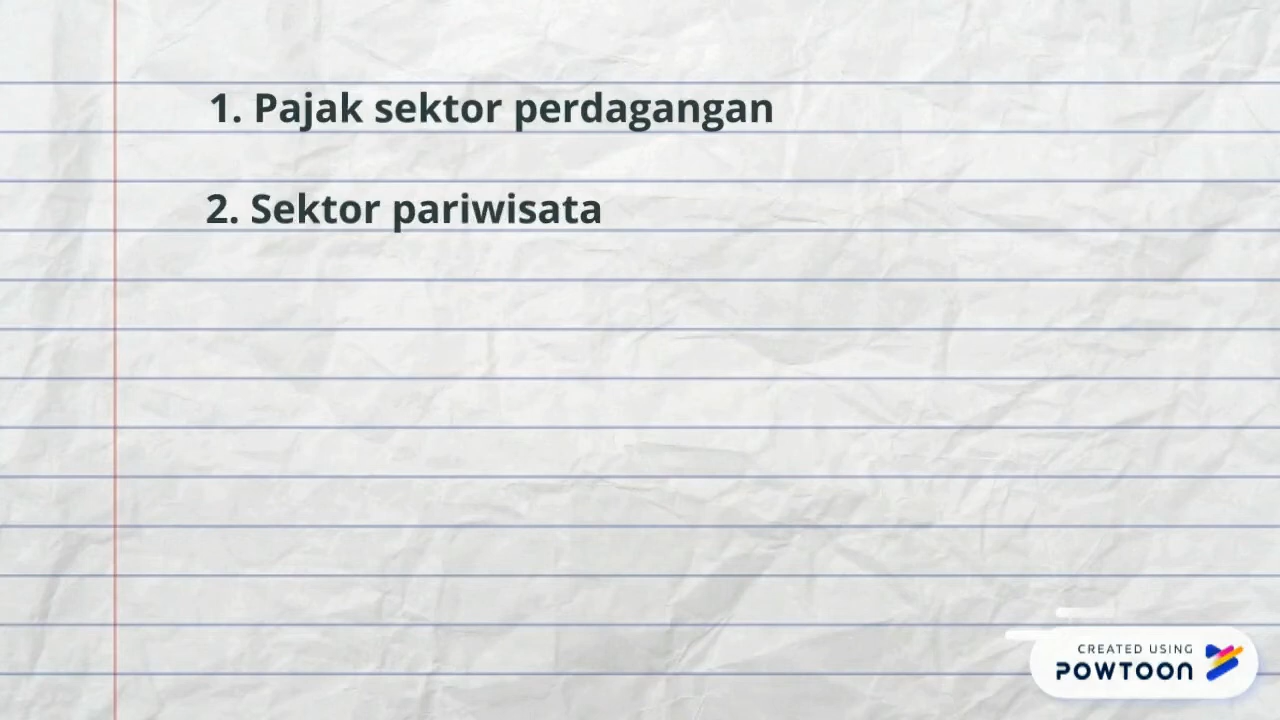 1. Pajak sektor perdagangan
2. Sektor pariwisata
CREATED USING
POWTOON